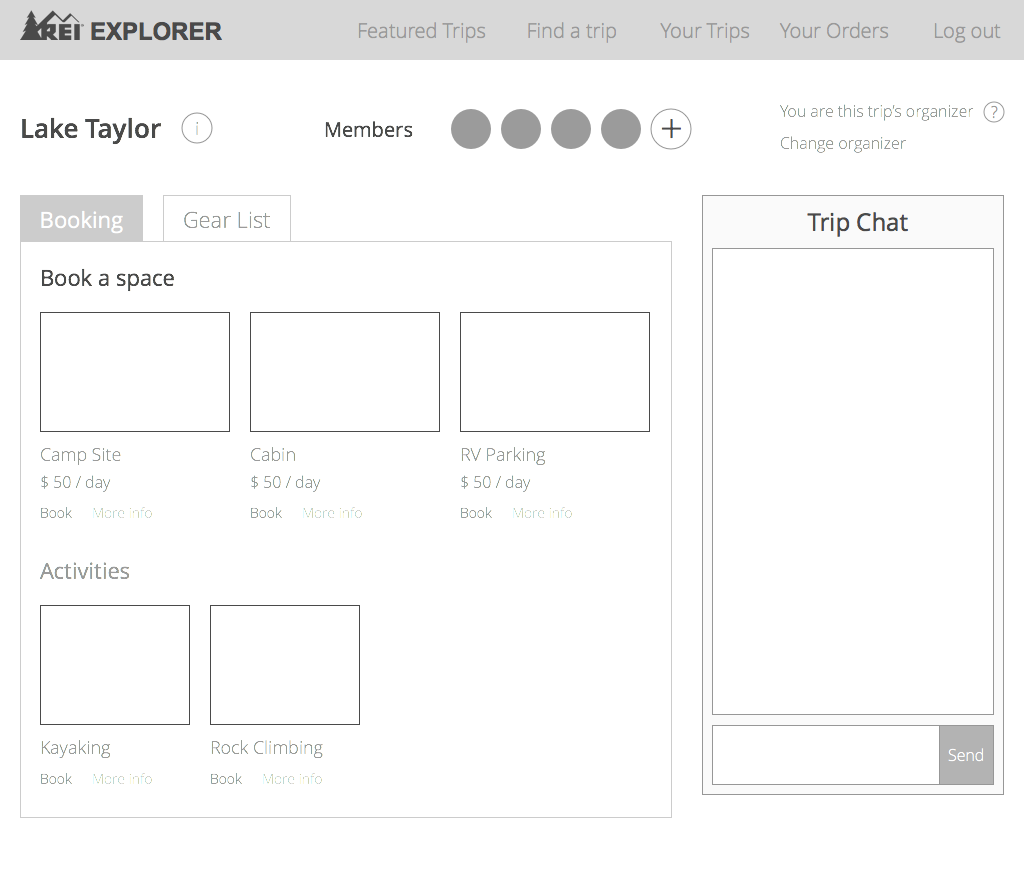 REI EXPLORER
Featured Trips Find a trip Your Trips Your Orders Log out
Lake Taylor i
Members +
You are this trip's organizer ?
Change organizer
Booking Gear List
Book a space
Camp Site Cabin RV Parking
$ 50 / day $ 50 / day $ 50 / day
Book More info Book More info Book More info
Activities
Kayaking Rock Climbing
Book More info Book More info
Trip Chat
Send